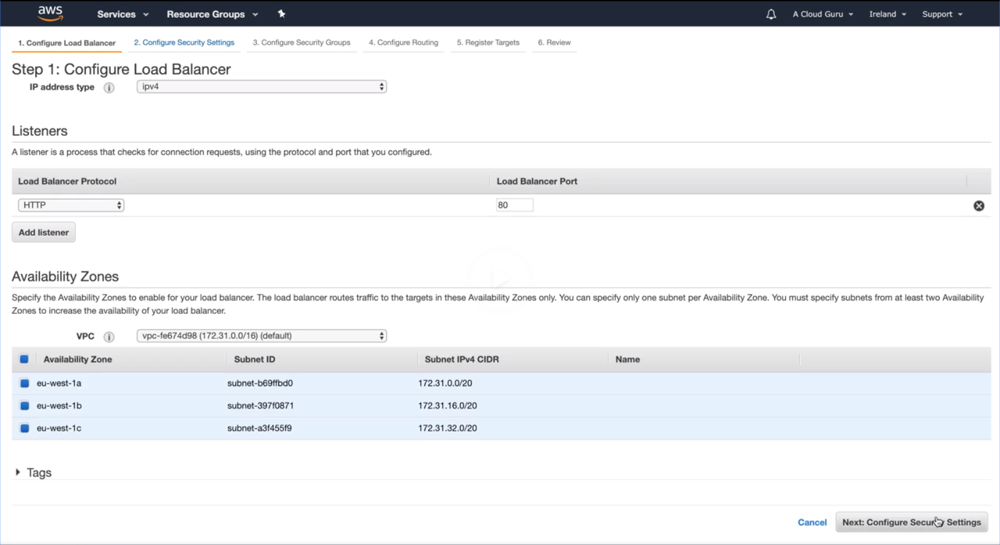 aws Services Resource Groups A Cloud Guru Ireland Support
1. Configure Load Balancer 2. Configure Security Settings 3. Configure Security Groups 4. Configure Routing 5. Register Targets 6. Review
Step 1: Configure Load Balancer
IP address type i ipv4
Listeners
A listener is a process that checks for connection requests, using the protocol and port that you configured.
Load Balancer Protocol Load Balancer Port
HTTP 80
Add listener
Availability Zones
Specify the Availability Zones to enable for your load balancer. The load balancer routes traffic to the targets in these Availability Zones only. You can specify only one subnet per Availability Zone. You must specify subnets from at least two Availability
Zones to increase the availability of your load balancer.
VPC i vpc-fe674d98 (172.31.0.0/16) (default)
Availability Zone Subnet ID Subnet IPv4 CIDR Name
eu-west-1a subnet-b69ffbd0 172.31.0.0/20
eu-west-1b subnet-397f0871 172.31.16.0/20
eu-west-1c subnet-a3f455f9 172.31.32.0/20
Tags
Cancel Next: Configure Security Settings